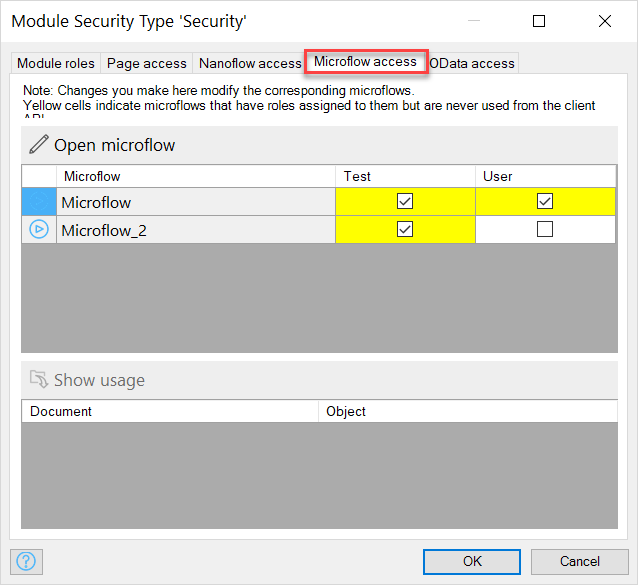 Module Security Type 'Security'
Module roles Page access Nanoflow access Microflow access OData access
Note: Changes you make here modify the corresponding microflows.
Yellow cells indicate microflows that have roles assigned to them but are never used from the client
API.
Open microflow
Microflow Test User
Microflow
Microflow_2
Show usage
Document Object
? OK Cancel